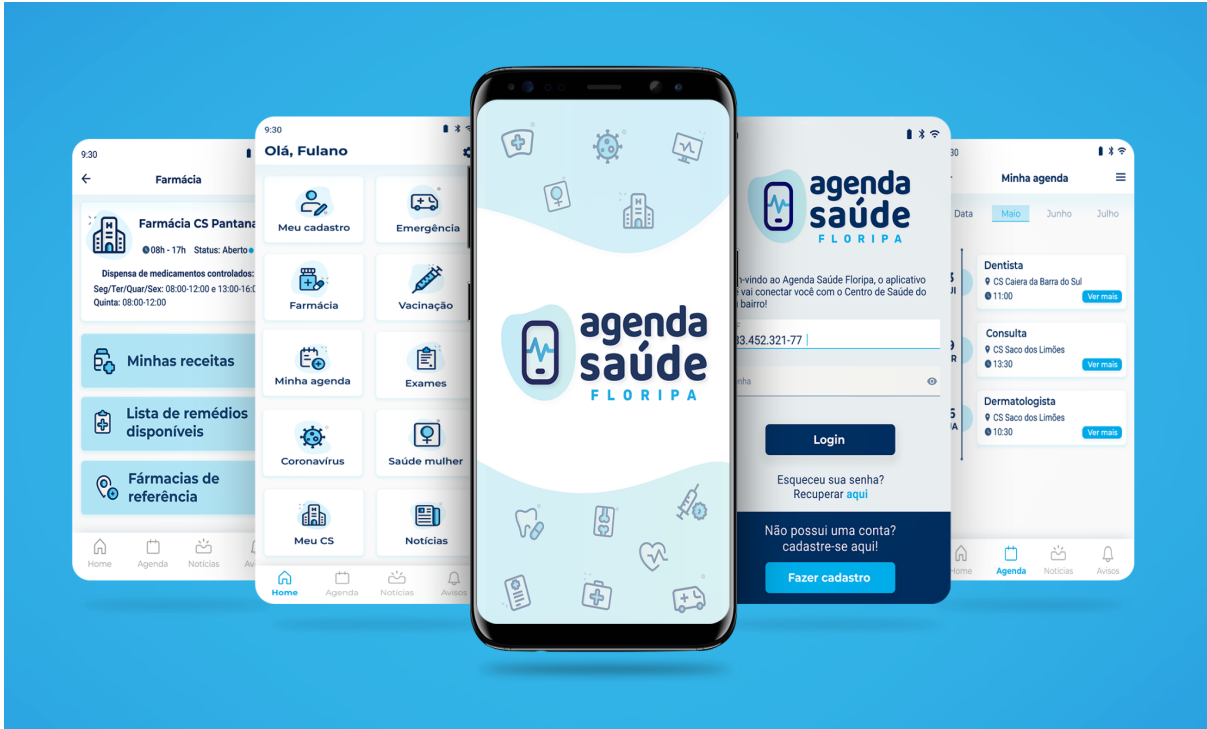 9:30
Farmácia
Farmácia CS Pantana
08h - 17h Status: Aberto
Dispensa de medicamentos controlados:
Seg/Ter/Quar/Sex: 08:00-12:00 e 13:00-16:0
Quinta: 08:00-12:00
Minhas receitas
Lista de remédios
disponíveis
Fármacias de
referência
Home Agenda Notícias Av
9:30
Olá, Fulano
Meu cadastro Emergência
Farmácia Vacinação
Minha agenda Exames
Coronavírus Saúde mulher
Meu CS Notícias
Home Agenda Notícias Avisos
agenda
saúde
FLORIPA
agenda
saúde
FLORIPA
n-vindo ao Agenda Saúde Floripa, o aplicativo
e vai conectar você com o Centro de Saúde do
bairro!
33.452.321-77
enha
Login
Esqueceu sua senha?
Recuperar aqui
Não possui uma conta?
cadastre-se aqui!
Fazer cadastro
30
Minha agenda
Data Maio Junho Julho
Dentista
CS Caiera da Barra do Sul
11:00 Ver mais
Consulta
CS Saco dos Limões
13:30 Ver mais
Dermatologista
CS Saco dos Limões
10:30 Ver mais
Home Agenda Notícias Avisos